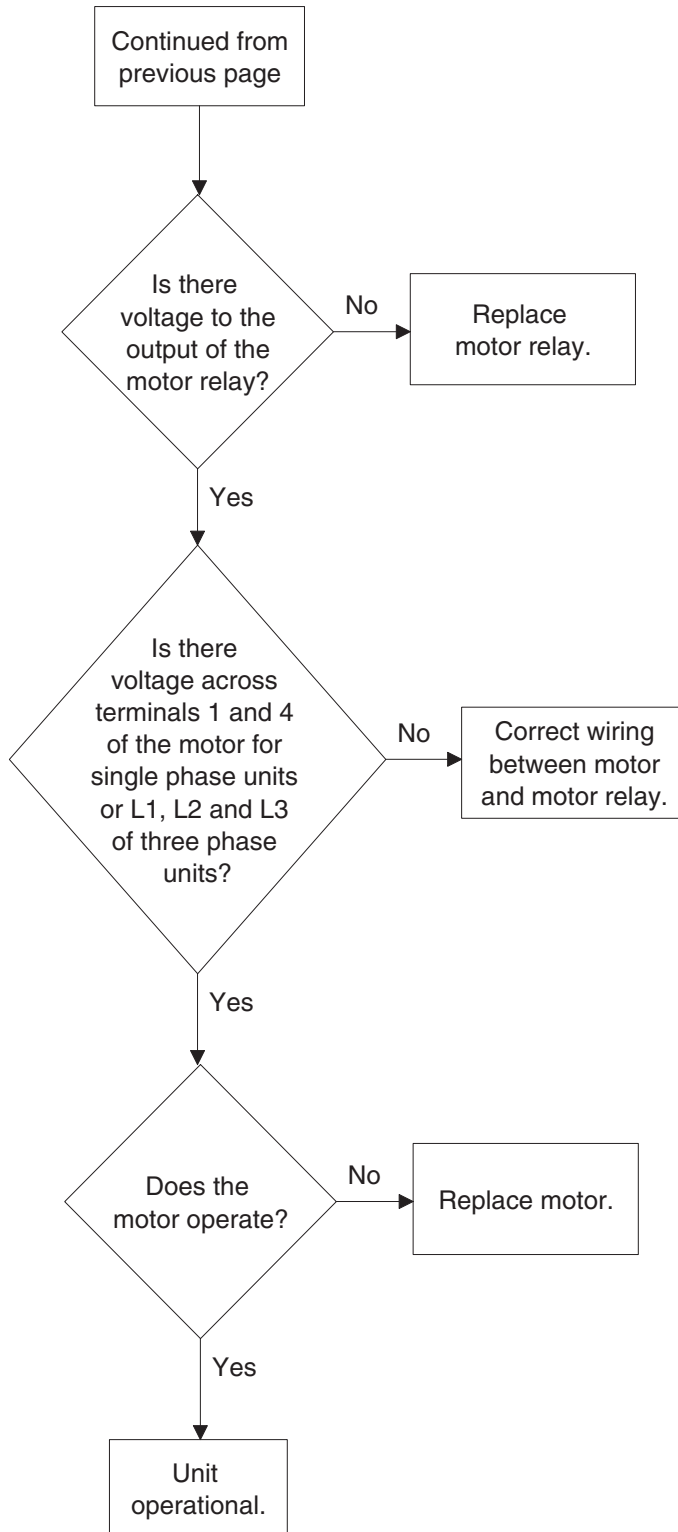 Continued from
previous page
Is there
voltage to the
output of the
motor relay?
No
Replace
motor relay.
Yes
Is there
voltage across
terminals 1 and 4
of the motor for
single phase units
or L1, L2 and L3
of three phase
units?
No
Correct wiring
between motor
and motor relay.
Yes
Does the
motor operate?
No
Replace motor.
Yes
Unit
operational.